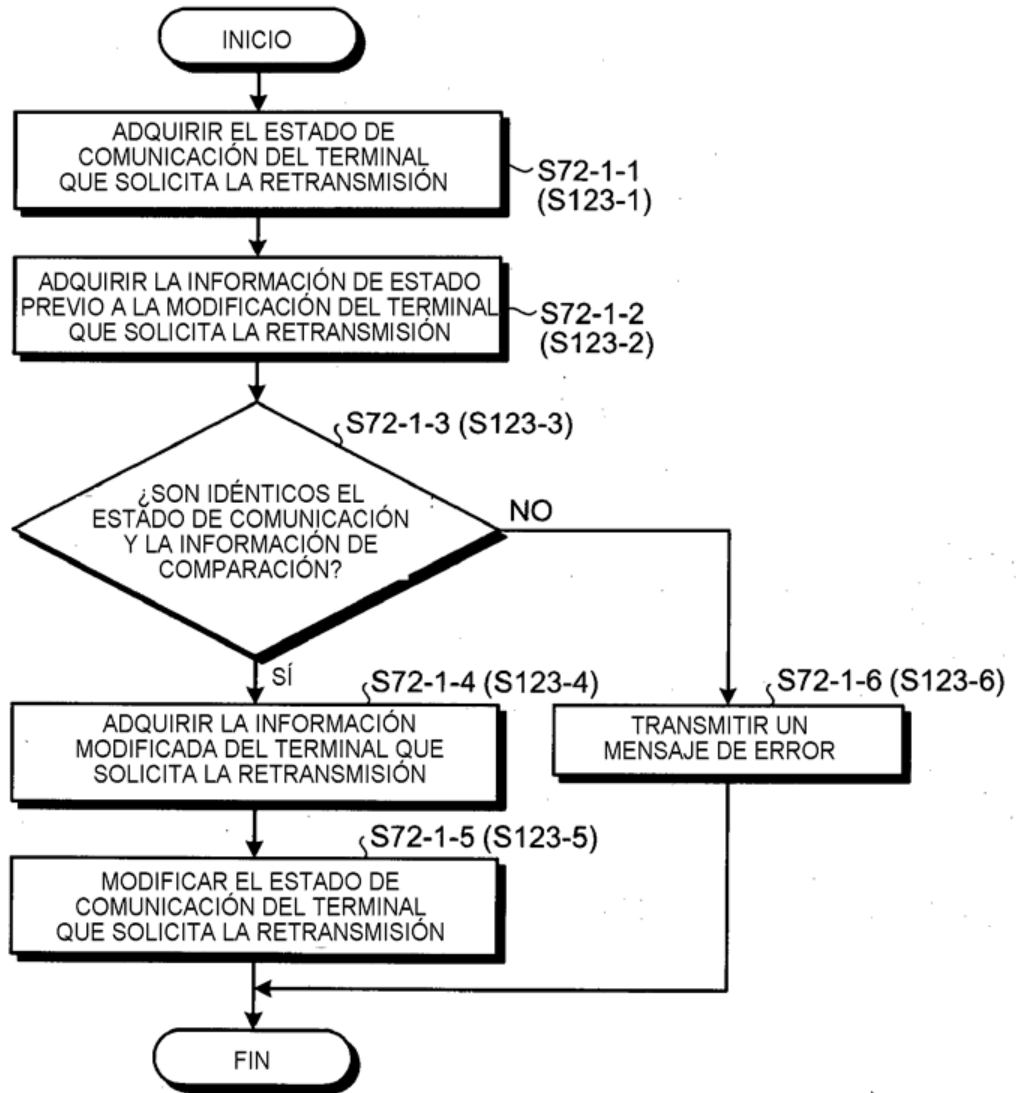 INICIO
ADQUIRIR EL ESTADO DE
COMUNICACIÓN DEL TERMINAL
QUE SOLICITA LA RETRANSMISIÓN
S72-1-1
(S123-1)
ADQUIRIR LA INFORMACIÓN DE ESTADO
PREVIO A LA MODIFICACIÓN DEL TERMINAL
QUE SOLICITA LA RETRANSMISIÓN
S72-1-2
(S123-2)
S72-1-3 (S123-3)
¿SON IDÉNTICOS EL
ESTADO DE COMUNICACIÓN
Y LA INFORMACIÓN DE
COMPARACIÓN?
NO
SÍ
S72-1-4 (S123-4)
ADQUIRIR LA INFORMACIÓN
MODIFICADA DEL TERMINAL QUE
SOLICITA LA RETRANSMISIÓN
S72-1-6 (S123-6)
TRANSMITIR UN
MENSAJE DE ERROR
S72-1-5 (S123-5)
MODIFICAR EL ESTADO DE
COMUNICACIÓN DEL TERMINAL
QUE SOLICITA LA RETRANSMISIÓN
FIN